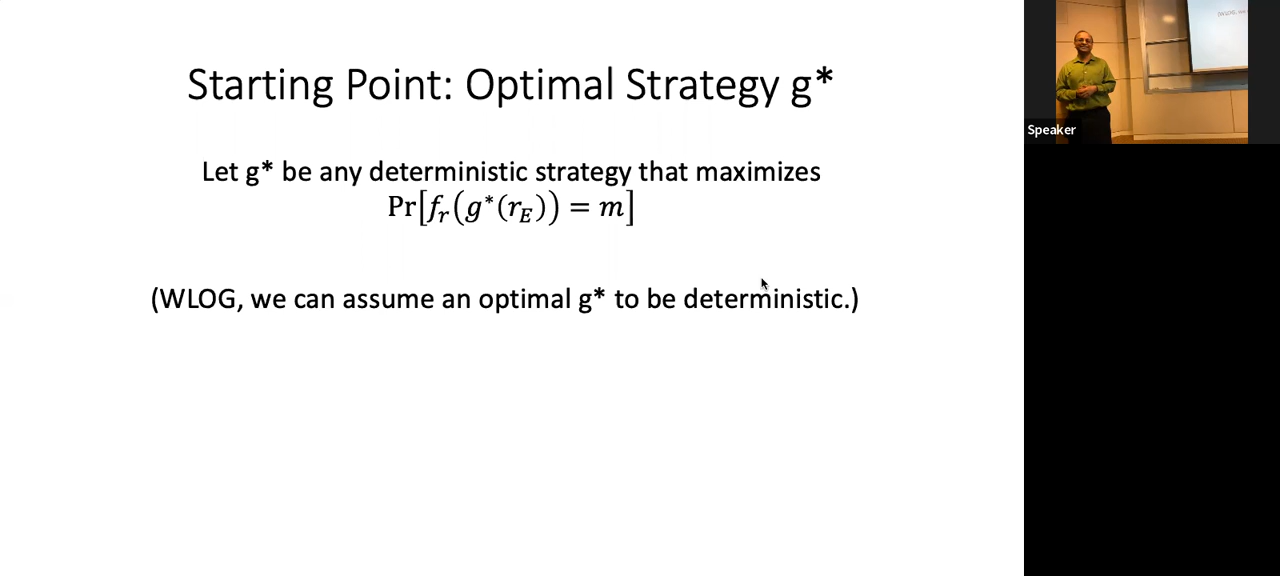 Starting Point: Optimal Strategy g*
Let g* be any deterministic strategy that maximizes
Pr[f_r(g*(r_E)) = m]
(WLOG, we can assume an optimal g* to be deterministic.)
Speaker